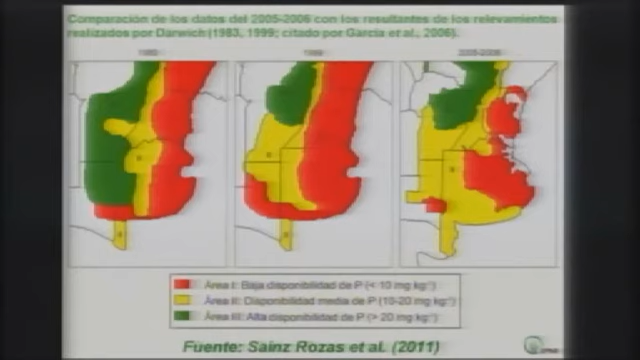 Comparación de los datos del 2005-2006 con los resultantes de los relevamientos
realizados por Darwich (1983, 1999; citado por García et al., 2006).
1983
1999
2005-2006
Área I: Baja disponibilidad de P (< 10 mg kg⁻¹)
Área II: Disponibilidad media de P (10-20 mg kg⁻¹)
Área III: Alta disponibilidad de P (> 20 mg kg⁻¹)
Fuente: Sainz Rozas et al. (2011)